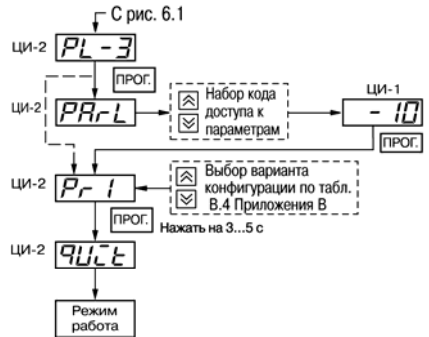 С рис. 6.1
ЦИ-2 PL-3
ПРОГ.
ЦИ-2 PArL
Набор кода
доступа к
параметрам
ЦИ-1
- 10
ПРОГ.
ЦИ-2 Pr 1
Выбор варианта
конфигурации по табл.
В.4 Приложения В
ПРОГ.
Нажать на 3...5 с
ЦИ-2
Режим
работа